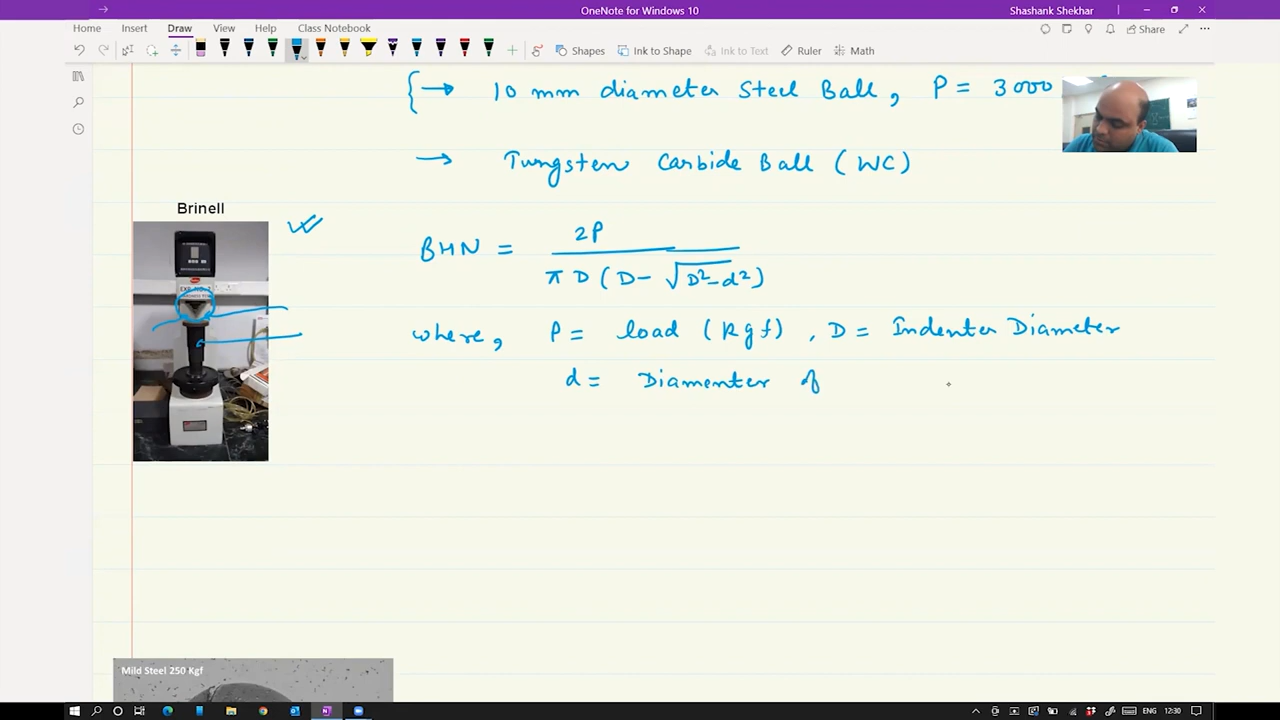 OneNote for Windows 10
Shashank Shekhar
Home Insert Draw View Help Class Notebook
Share
Shapes Ink to Shape Ink to Text Ruler Math
{→ 10 mm diameter Steel Ball, P = 3000
→ Tungsten Carbide Ball (WC)
Brinell
BHN = 2P
π D (D - √D²-d²)
where, P = load (kgf), D = Indenter Diameter
d = Diamenter of
Mild Steel 250 Kgf
ENG 12:30